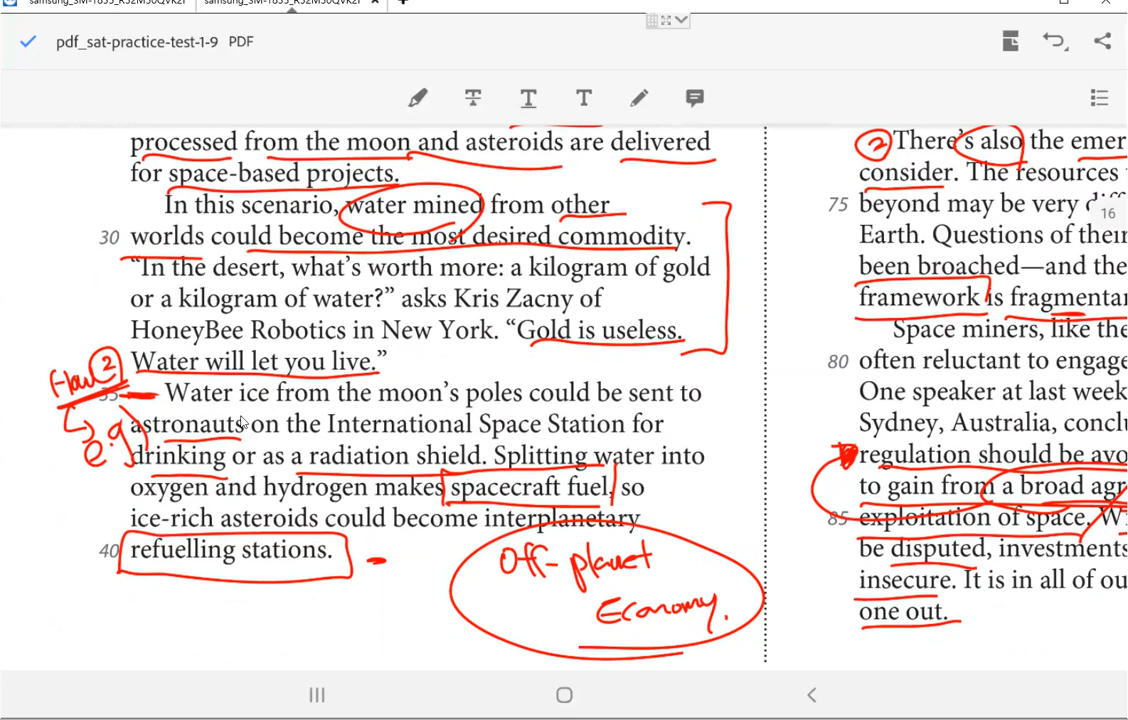 samsung_SM-T835_R52M50QVK2P
samsung_SM-T835_R52M50QVK2P
pdf_sat-practice-test-1-9 PDF
processed from the moon and asteroids are delivered
for space-based projects.
In this scenario, water mined from other
30 worlds could become the most desired commodity.
“In the desert, what’s worth more: a kilogram of gold
or a kilogram of water?” asks Kris Zacny of
HoneyBee Robotics in New York. “Gold is useless.
Water will let you live.”
Flow 2
35 Water ice from the moon’s poles could be sent to
astronauts on the International Space Station for
e.g
drinking or as a radiation shield. Splitting water into
oxygen and hydrogen makes spacecraft fuel, so
ice-rich asteroids could become interplanetary
40 refuelling stations.
Off-planet
Economy.
2 There’s also the emer
consider. The resources
75 beyond may be very diff
16
Earth. Questions of their
been broached—and the
framework is fragmentar
Space miners, like the
80 often reluctant to engage
One speaker at last week
Sydney, Australia, conclu
regulation should be avo
to gain from a broad agr
85 exploitation of space. W
be disputed, investments
insecure. It is in all of ou
one out.